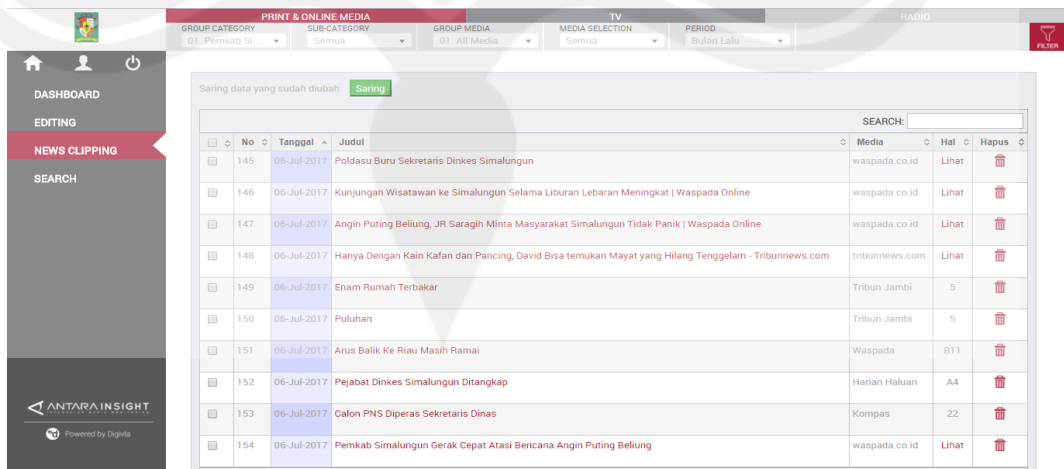 PRINT & ONLINE MEDIA TV RADIO
GROUP CATEGORY SUB-CATEGORY GROUP MEDIA MEDIA SELECTION PERIOD
01. Pemkab Si... Semua 01. All Media Semua Bulan Lalu
FILTER
DASHBOARD
EDITING
NEWS CLIPPING
SEARCH
Saring data yang sudah diubah Saring
SEARCH:
No Tanggal Judul Media Hal Hapus
145 06-Jul-2017 Poldasu Buru Sekretaris Dinkes Simalungun waspada.co.id Lihat
146 06-Jul-2017 Kunjungan Wisatawan ke Simalungun Selama Liburan Lebaran Meningkat | Waspada Online waspada.co.id Lihat
147 06-Jul-2017 Angin Puting Beliung, JR Saragih Minta Masyarakat Simalungun Tidak Panik | Waspada Online waspada.co.id Lihat
148 06-Jul-2017 Hanya Dengan Kain Kafan dan Pancing, David Bisa temukan Mayat yang Hilang Tenggelam - Tribunnews.com tribunnews.com Lihat
149 06-Jul-2017 Enam Rumah Terbakar Tribun Jambi 5
150 06-Jul-2017 Puluhan Tribun Jambi 5
151 06-Jul-2017 Arus Balik Ke Riau Masih Ramai Waspada B11
152 06-Jul-2017 Pejabat Dinkes Simalungun Ditangkap Harian Haluan A4
153 06-Jul-2017 Calon PNS Diperas Sekretaris Dinas Kompas 22
154 06-Jul-2017 Pemkab Simalungun Gerak Cepat Atasi Bencana Angin Puting Beliung waspada.co.id Lihat
ANTARA INSIGHT
Powered by Digivla